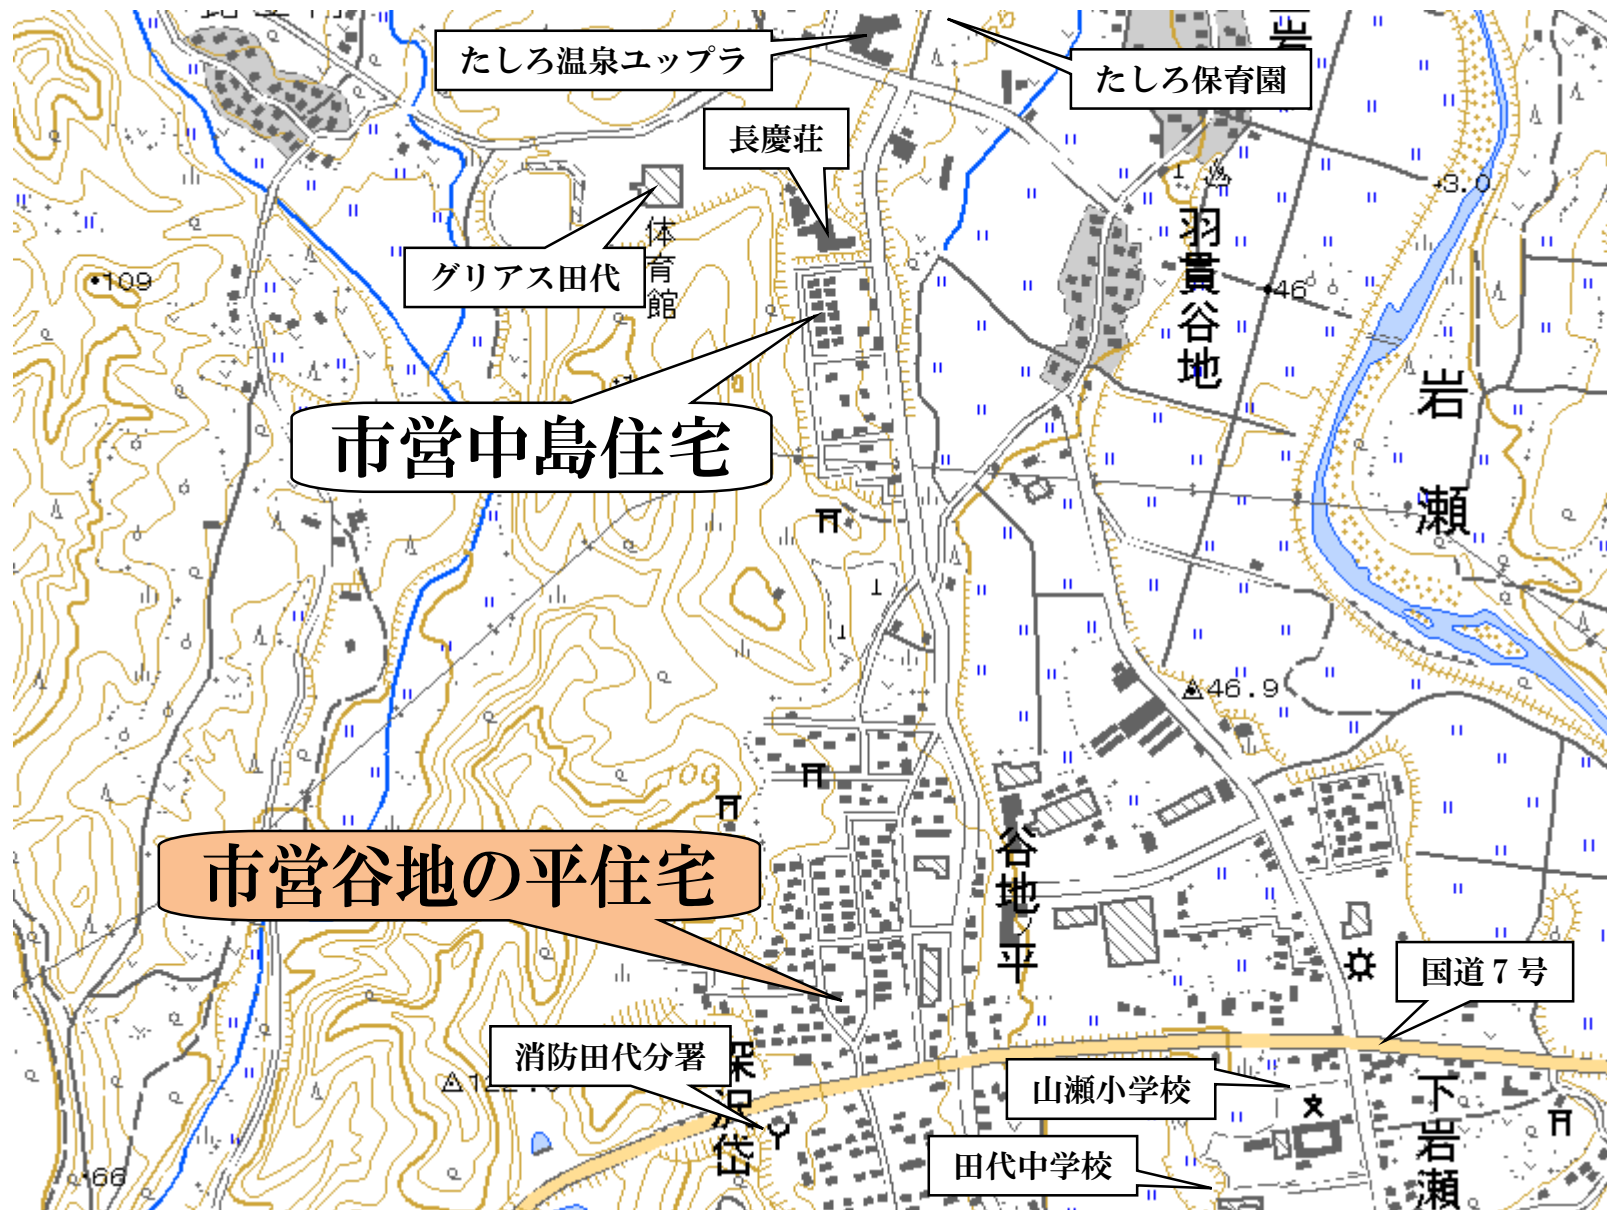 たしろ温泉ユップラ
たしろ保育園
長慶荘
グリアス田代
体育館
109
羽貫谷地
46
3.0
岩瀬
市営中島住宅
46.9
100
市営谷地の平住宅
谷地ノ平
国道7号
消防田代分署
山瀬小学校
田代中学校
下岩瀬
66